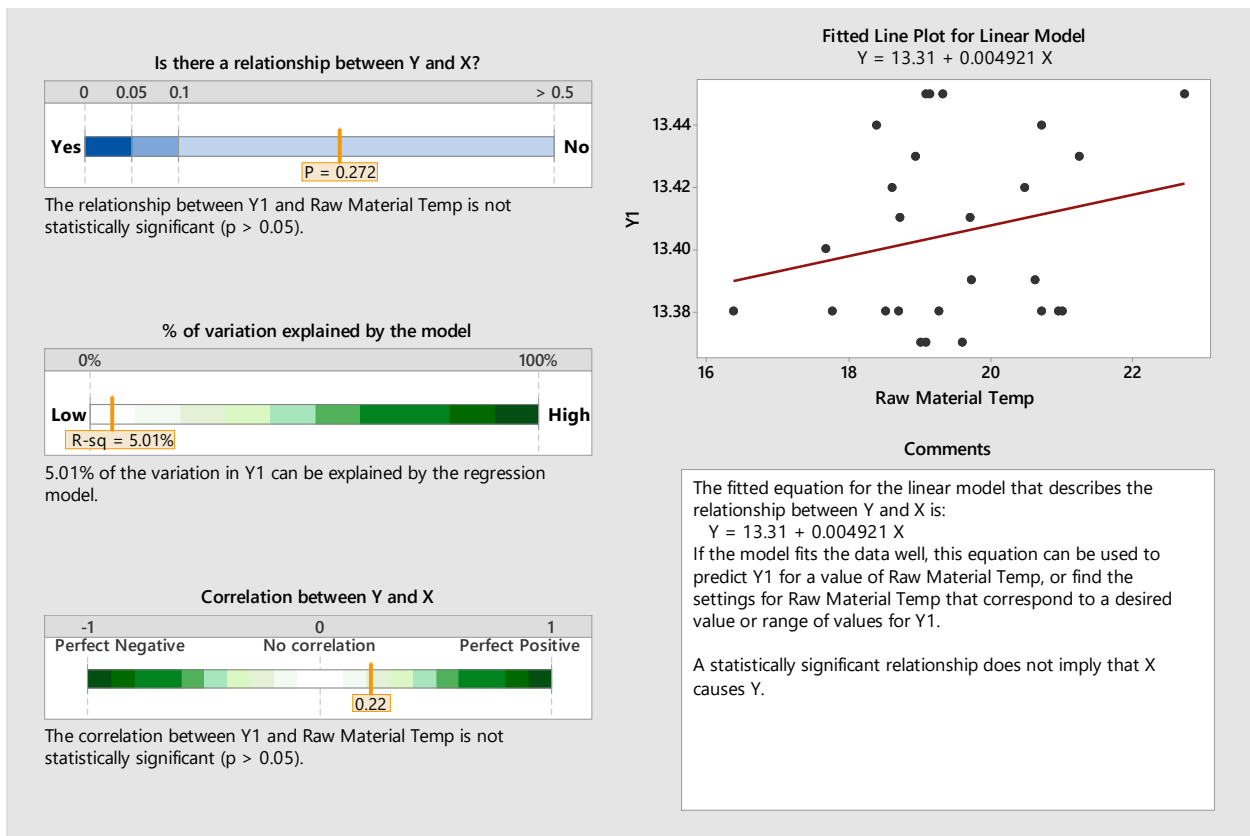 Is there a relationship between Y and X?
0 0.05 0.1 > 0.5
Yes No
P = 0.272
The relationship between Y1 and Raw Material Temp is not
statistically significant (p > 0.05).
% of variation explained by the model
0% 100%
Low High
R-sq = 5.01%
5.01% of the variation in Y1 can be explained by the regression
model.
Correlation between Y and X
-1 0 1
Perfect Negative No correlation Perfect Positive
0.22
The correlation between Y1 and Raw Material Temp is not
statistically significant (p > 0.05).
Fitted Line Plot for Linear Model
Y = 13.31 + 0.004921 X
13.44
13.42
13.40
13.38
Y1
16 18 20 22
Raw Material Temp
Comments
The fitted equation for the linear model that describes the
relationship between Y and X is:
Y = 13.31 + 0.004921 X
If the model fits the data well, this equation can be used to
predict Y1 for a value of Raw Material Temp, or find the
settings for Raw Material Temp that correspond to a desired
value or range of values for Y1.
A statistically significant relationship does not imply that X
causes Y.